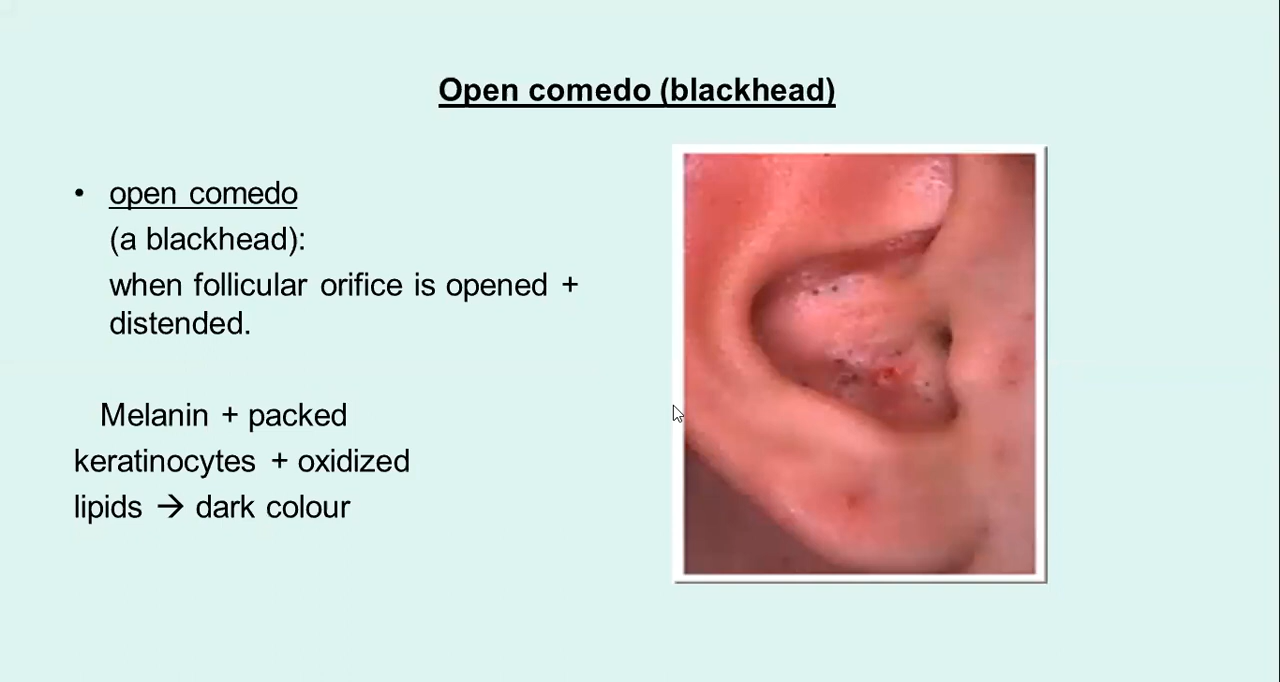 Open comedo (blackhead)
• open comedo
(a blackhead):
when follicular orifice is opened +
distended.
Melanin + packed
keratinocytes + oxidized
lipids → dark colour